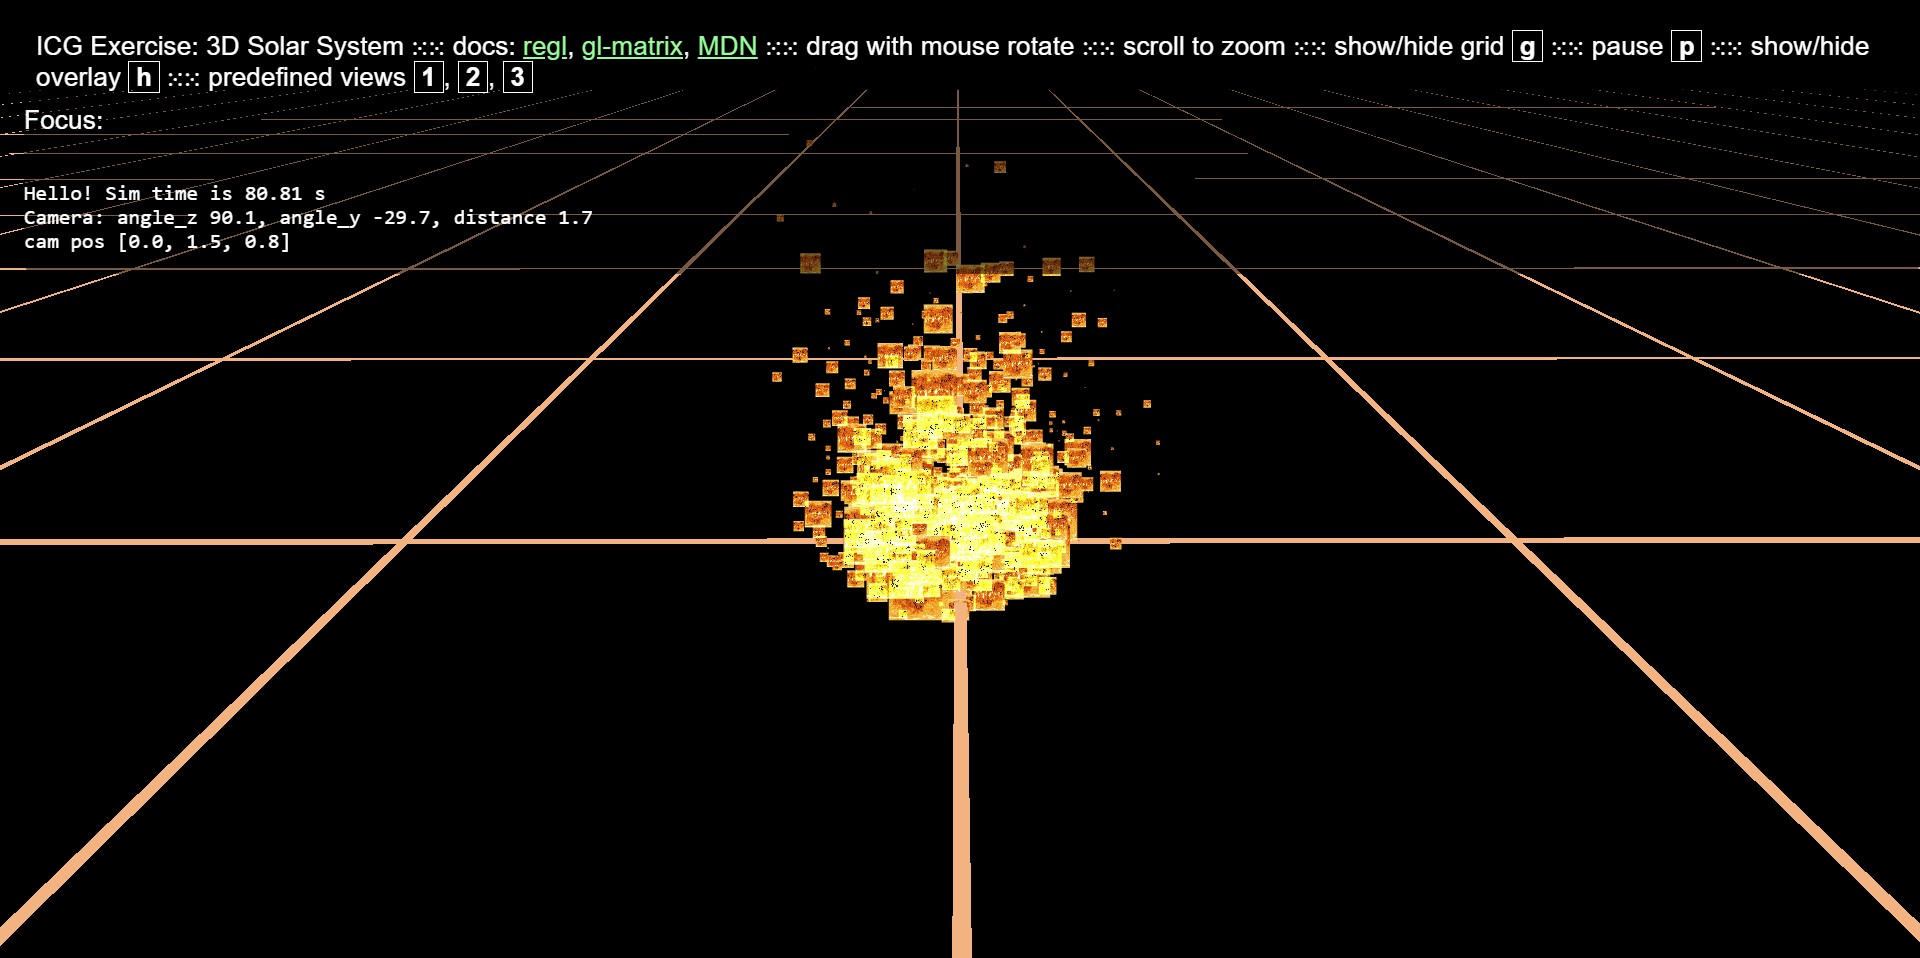 ICG Exercise: 3D Solar System :::: docs: regl, gl-matrix, MDN :::: drag with mouse rotate :::: scroll to zoom :::: show/hide grid g :::: pause p :::: show/hide
overlay h :::: predefined views 1, 2, 3
Focus:
Hello! Sim time is 80.81 s
Camera: angle_z 90.1, angle_y -29.7, distance 1.7
cam pos [0.0, 1.5, 0.8]